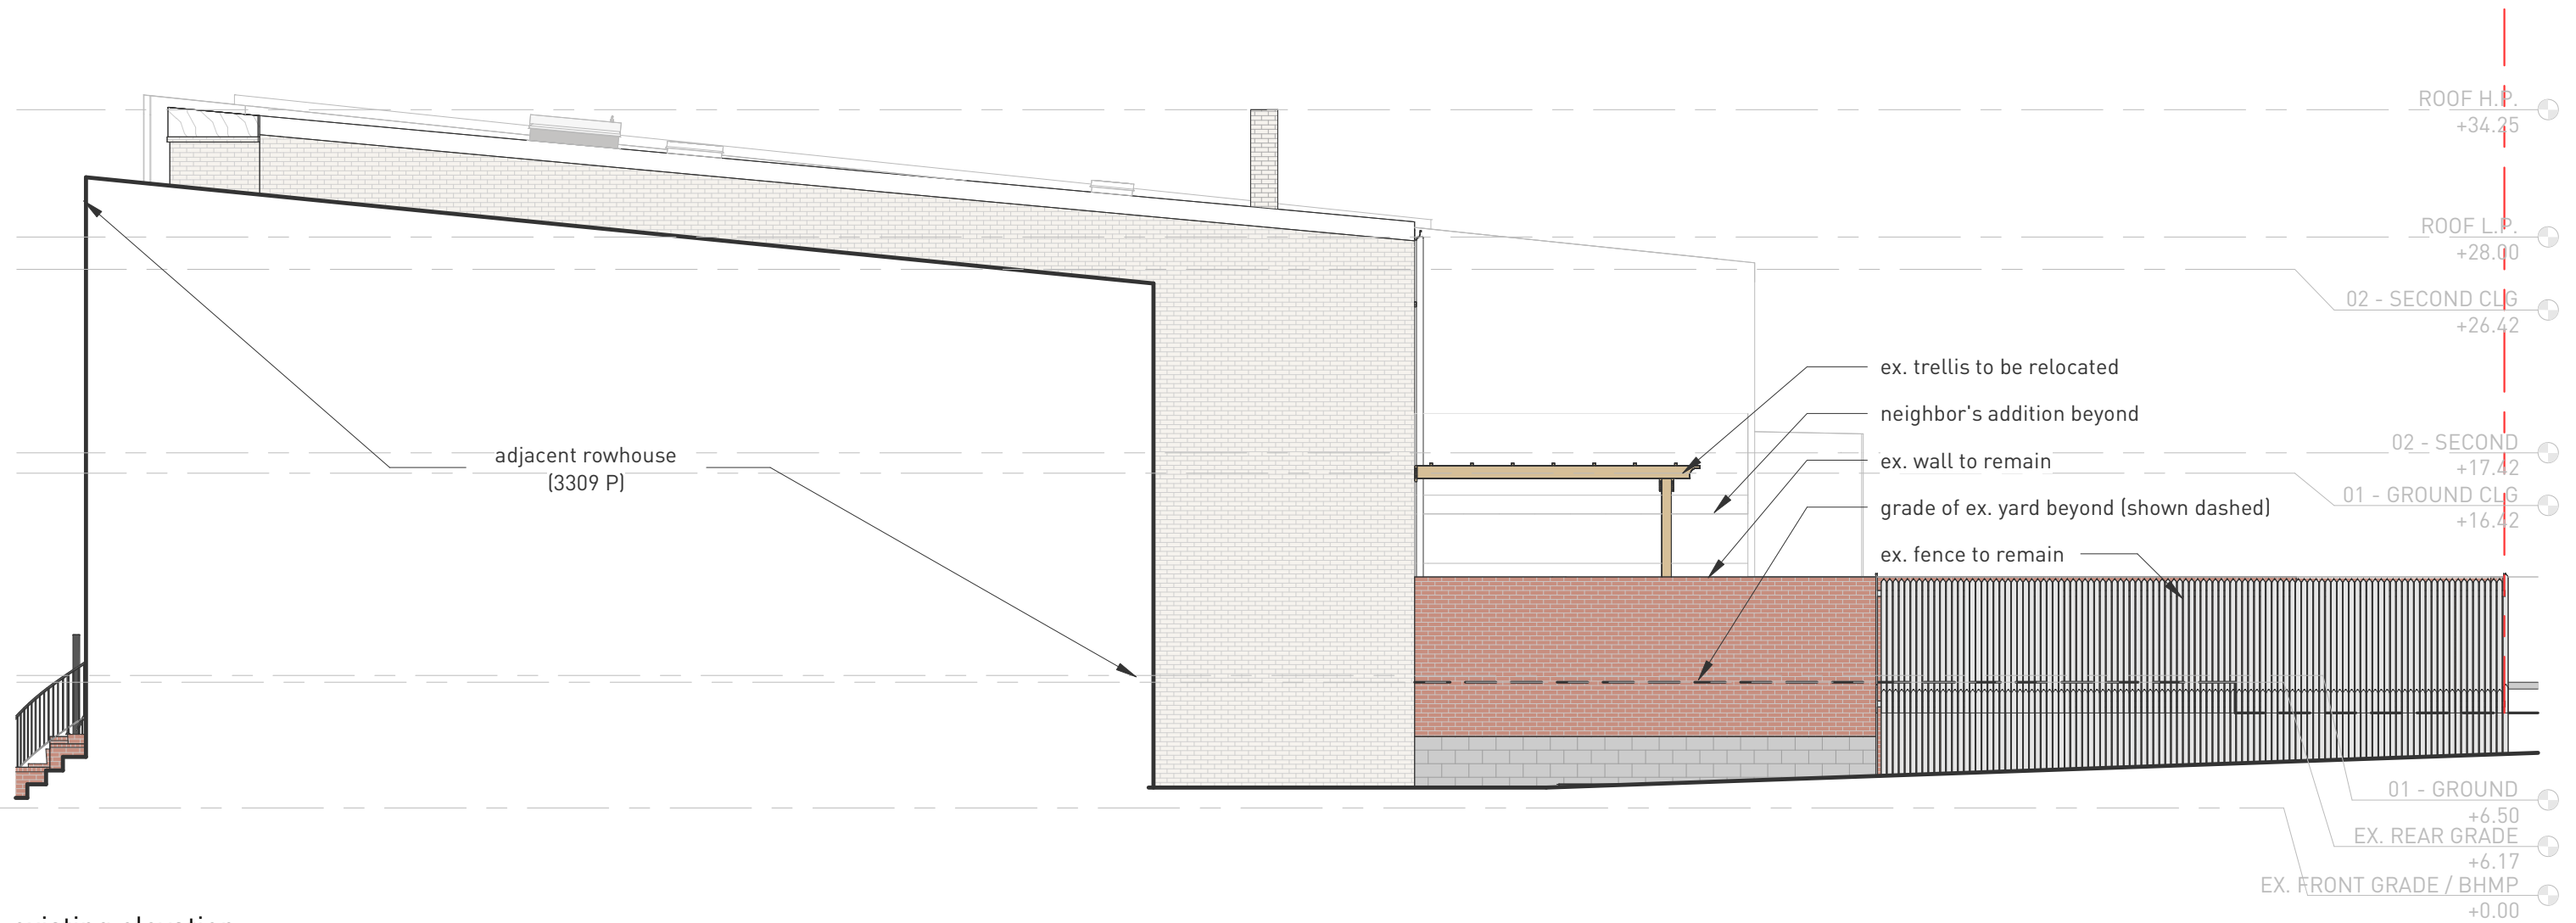 ROOF H.P.
+34.25
ROOF L.P.
+28.00
02 - SECOND CLG
+26.42
ex. trellis to be relocated
neighbor's addition beyond
02 - SECOND
+17.42
adjacent rowhouse
(3309 P)
ex. wall to remain
01 - GROUND CLG
+16.42
grade of ex. yard beyond (shown dashed)
ex. fence to remain
01 - GROUND
+6.50
EX. REAR GRADE
+6.17
EX. FRONT GRADE / BHMP
+0.00
existing elevation